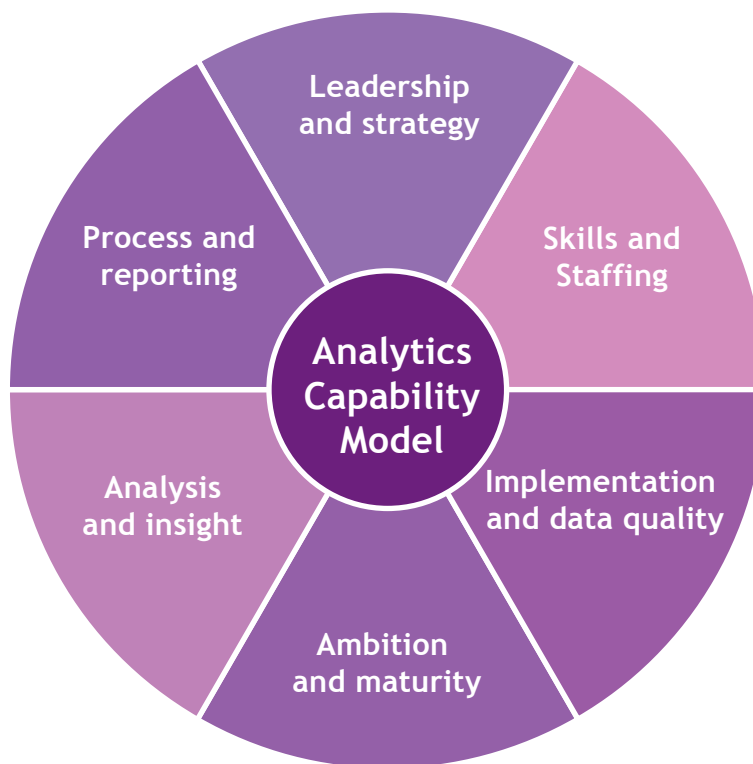 Leadership
and strategy
Process and
reporting
Skills and
Staffing
Analytics
Capability
Model
Analysis
and insight
Implementation
and data quality
Ambition
and maturity